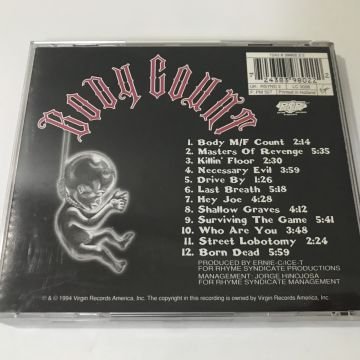 Body Count
7 24383 98022 2
1. Body M/F Count 2:14
2. Masters Of Revenge 5:35
3. Killin' Floor 2:30
4. Necessary Evil 3:59
5. Drive By 1:26
6. Last Breath 5:18
7. Hey Joe 4:28
8. Shallow Graves 4:12
9. Surviving The Game 5:41
10. Who Are You 3:48
11. Street Lobotomy 2:24
12. Born Dead 5:59
PRODUCED BY ERNIE-C/ICE-T
FOR RHYME SYNDICATE PRODUCTIONS
MANAGEMENT: JORGE HINOJOSA
FOR RHYME SYNDICATE MANAGEMENT
℗ & © 1994 Virgin Records America, Inc. The copyright in this recording is owned by Virgin Records America, Inc.